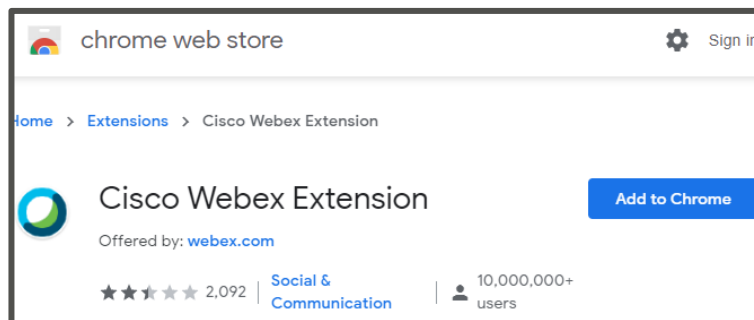 chrome web store Sign in
Home > Extensions > Cisco Webex Extension
Cisco Webex Extension
Add to Chrome
Offered by: webex.com
2,092
Social &
Communication
10,000,000+
users